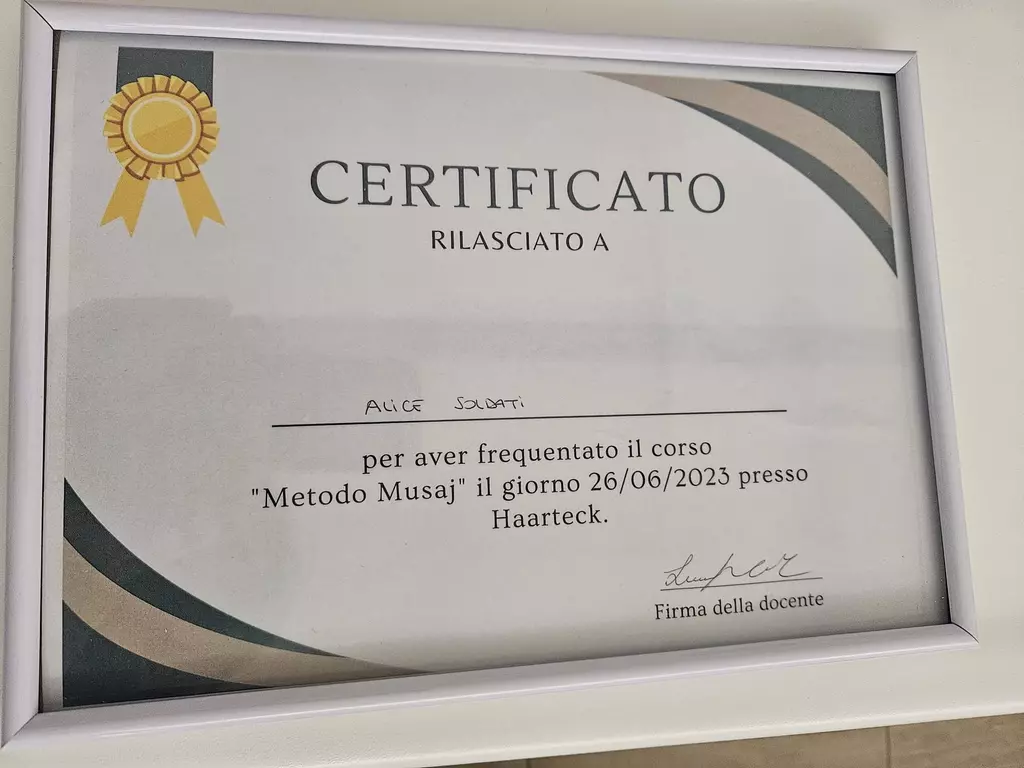 CERTIFICATO
RILASCIATO A
ALICE SOLDATI
per aver frequentato il corso
"Metodo Musaj" il giorno 26/06/2023 presso
Haarteck.
Firma della docente